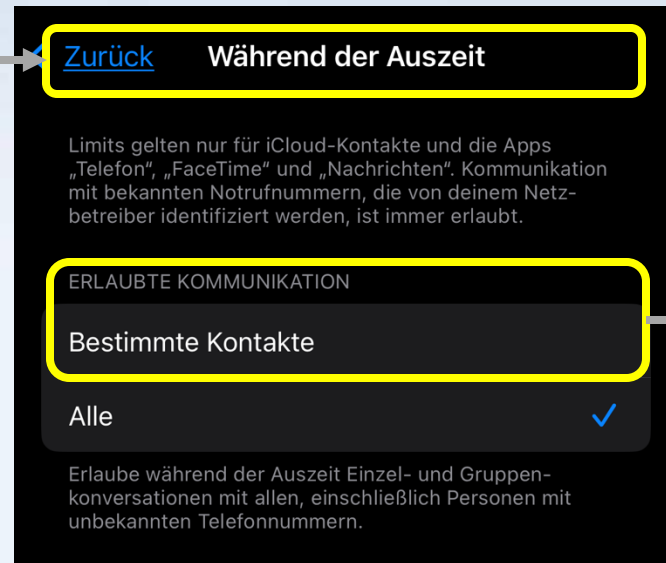 Zurück Während der Auszeit
Limits gelten nur für iCloud-Kontakte und die Apps
„Telefon“, „FaceTime“ und „Nachrichten“. Kommunikation
mit bekannten Notrufnummern, die von deinem Netz-
betreiber identifiziert werden, ist immer erlaubt.
ERLAUBTE KOMMUNIKATION
Bestimmte Kontakte
Alle
Erlaube während der Auszeit Einzel- und Gruppen-
konversationen mit allen, einschließlich Personen mit
unbekannten Telefonnummern.